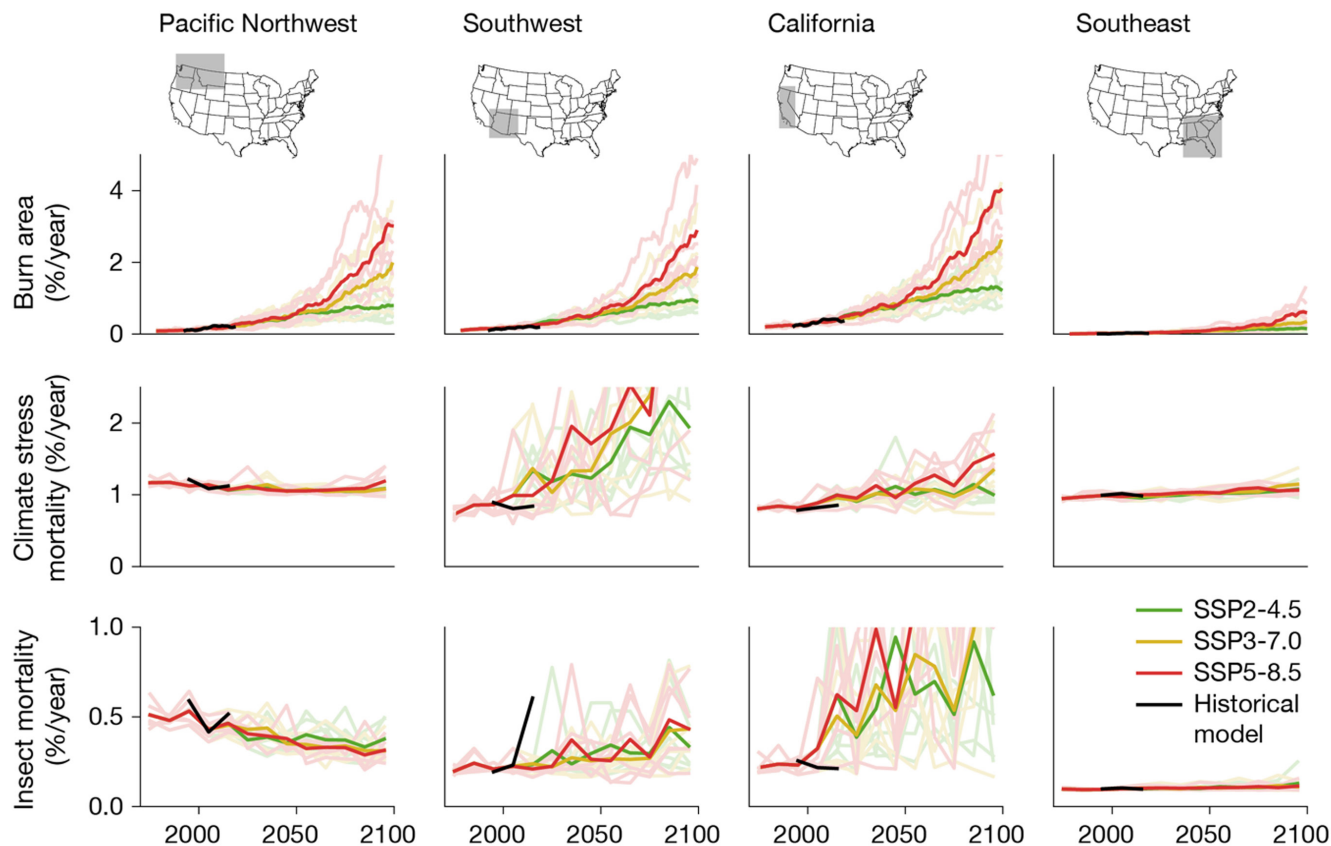 Pacific Northwest
Southwest
California
Southeast
Burn area
(%/year)
4
2
0
Climate stress
mortality (%/year)
2
1
0
Insect mortality
(%/year)
1.0
0.5
0.0
SSP2-4.5
SSP3-7.0
SSP5-8.5
Historical
model
2000 2050 2100
2000 2050 2100
2000 2050 2100
2000 2050 2100